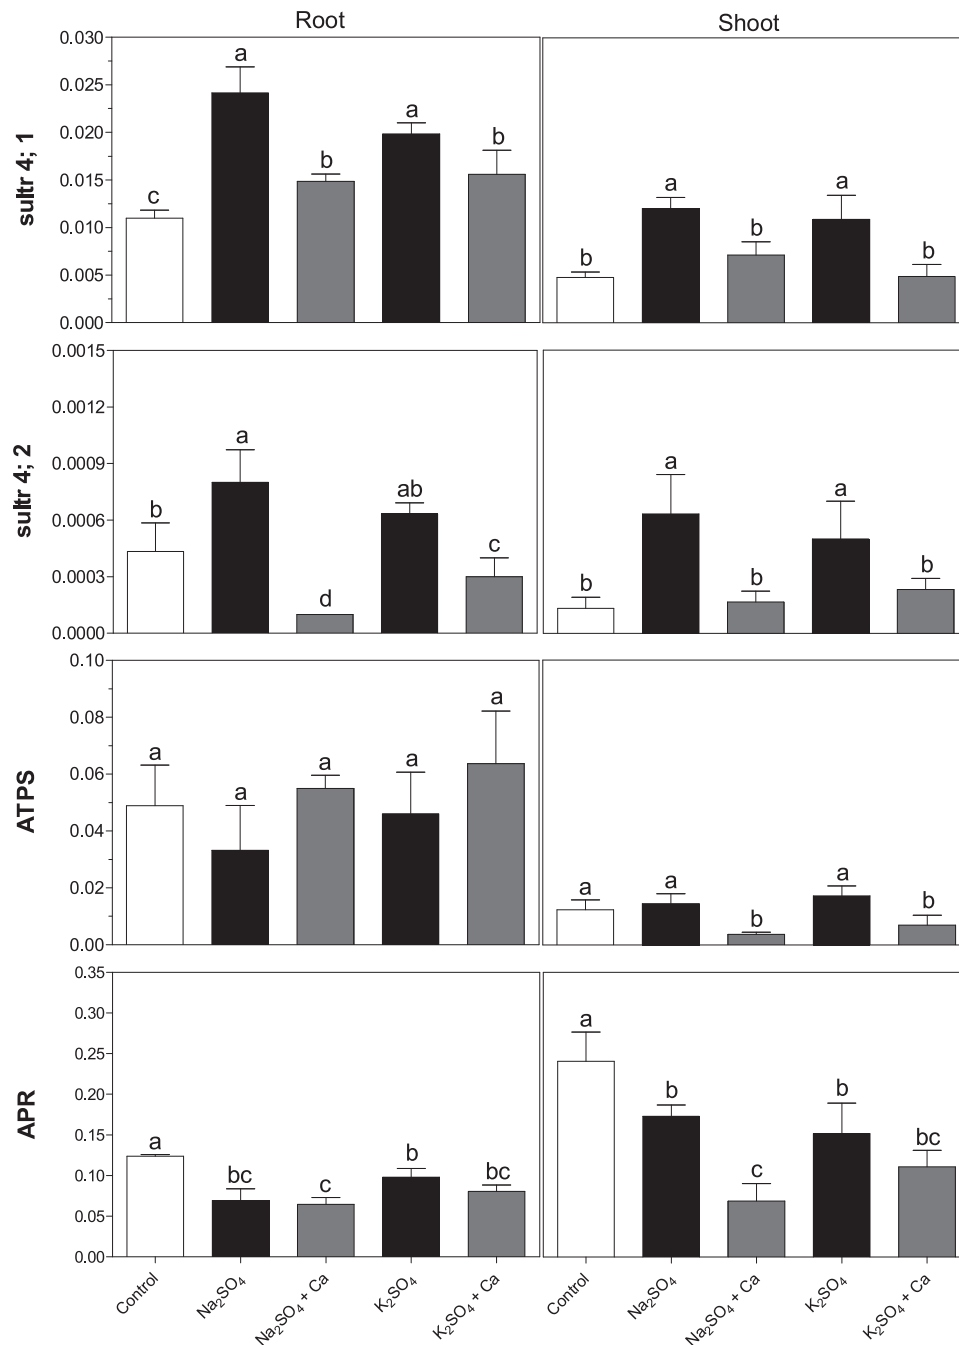 Root Shoot
sultr 4; 1
0.030
0.025
0.020
0.015
0.010
0.005
0.000
c a b a b
b a b a b
sultr 4; 2
0.0015
0.0012
0.0009
0.0006
0.0003
0.0000
b a d ab c
b a b a b
ATPS
0.10
0.08
0.06
0.04
0.02
0.00
a a a a a
a a b a b
APR
0.35
0.30
0.25
0.20
0.15
0.10
0.05
0.00
a bc c b bc
a b c b bc
Control Na₂SO₄ Na₂SO₄ + Ca K₂SO₄ K₂SO₄ + Ca
Control Na₂SO₄ Na₂SO₄ + Ca K₂SO₄ K₂SO₄ + Ca